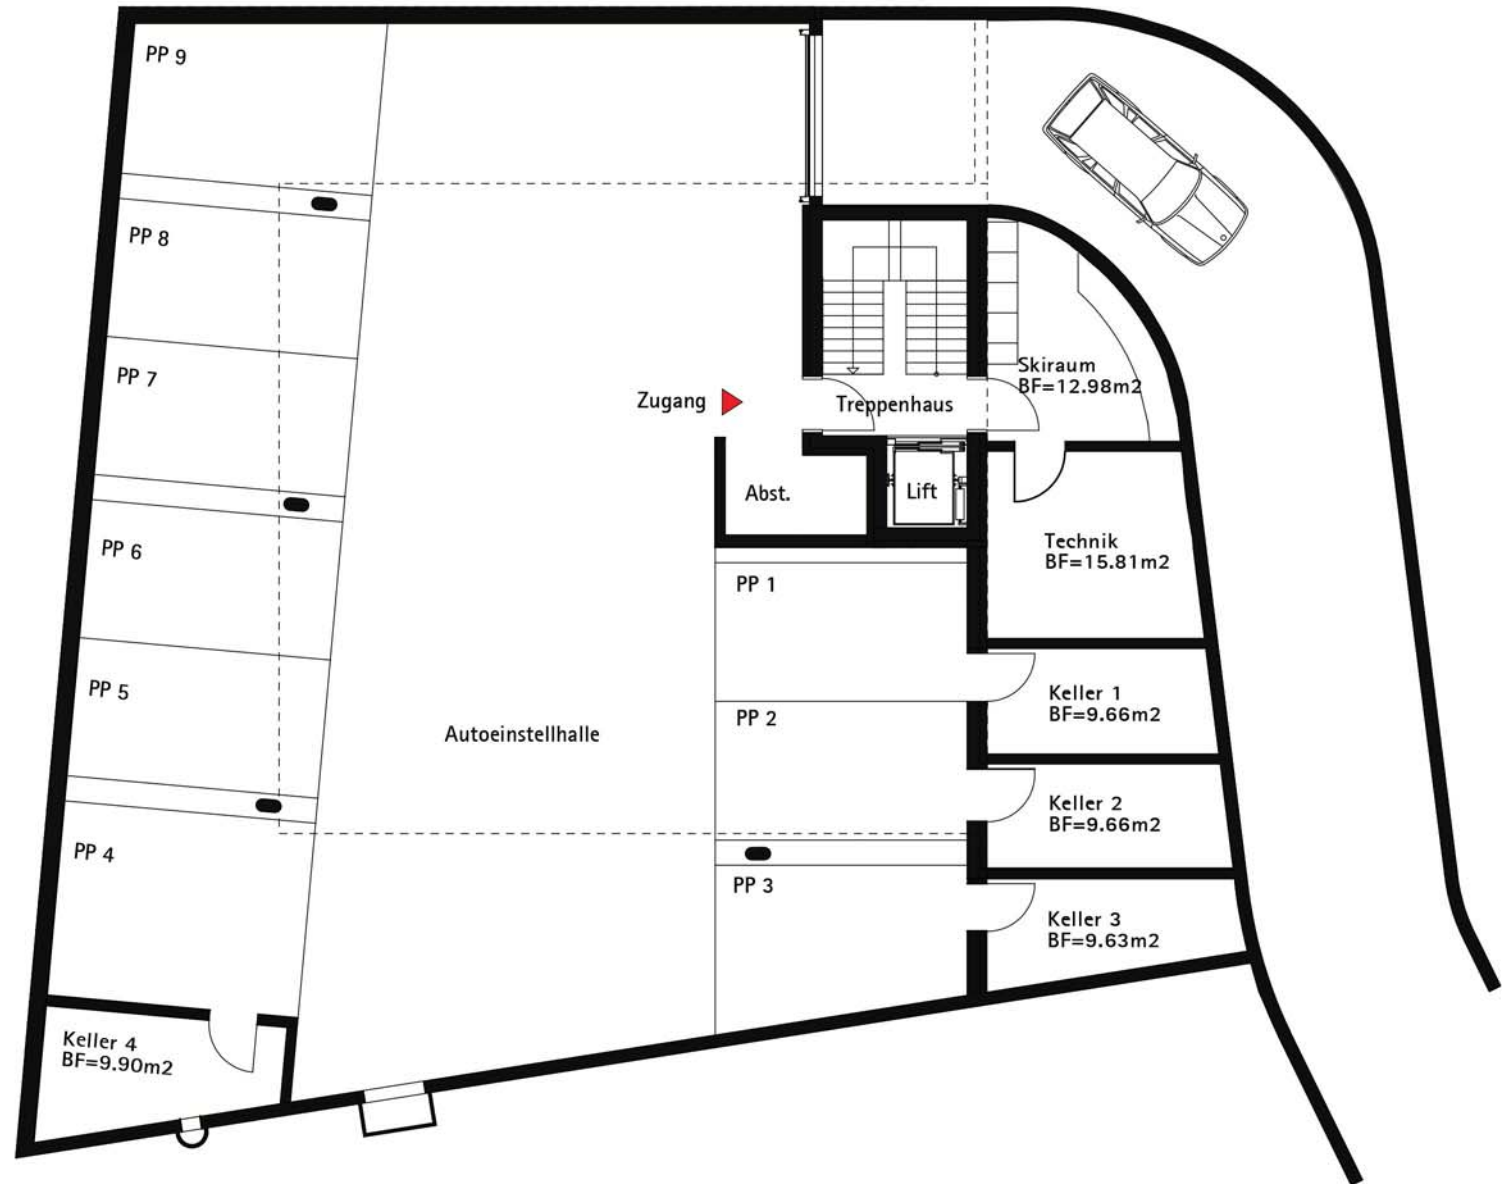 PP 9
PP 8
PP 7
Skiraum
BF=12.98m2
Zugang
Treppenhaus
Abst.
Lift
PP 6
Technik
BF=15.81m2
PP 1
PP 5
Keller 1
BF=9.66m2
PP 2
Autoeinstellhalle
Keller 2
BF=9.66m2
PP 4
PP 3
Keller 3
BF=9.63m2
Keller 4
BF=9.90m2